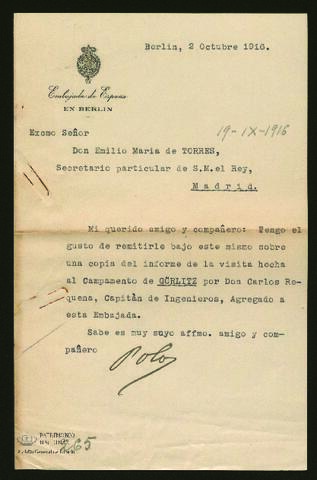 Berlin, 2 Octubre 1916.
Embajada de España
EN BERLIN
19-IX-1916
Excmo Señor
Don Emilio Maria de TORRES,
Secretario particular de S.M.el Rey,
Madrid.
Mi querido amigo y compañero: Tengo el
gusto de remitirle bajo este mismo sobre
una copia del informe de la visita hecha
al Campamento de GÖRLITZ por Don Carlos Re-
quena, Capitán de Ingenieros, Agregado a
esta Embajada.
Sabe es muy suyo affmo. amigo y com-
pañero
Polo
PATRIMONIO
NACIONAL
265